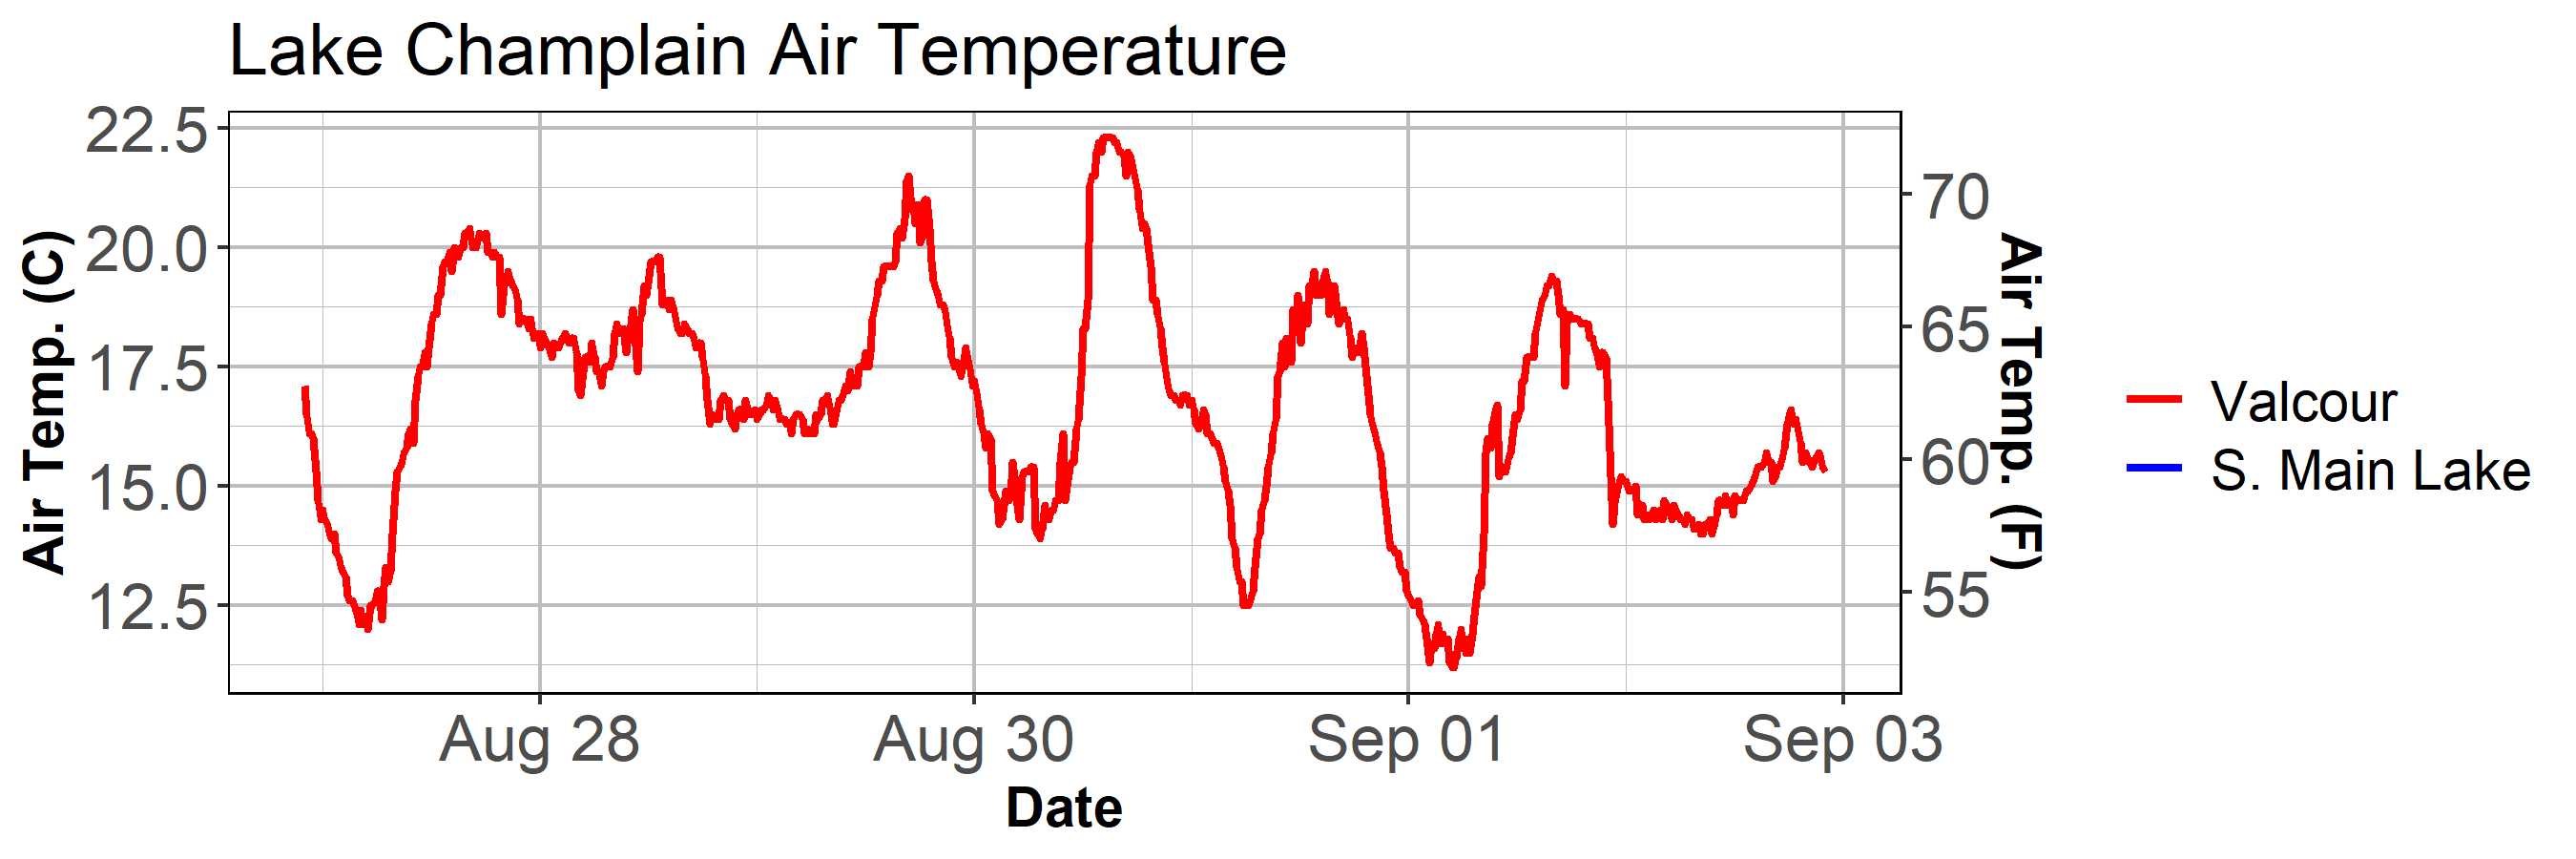 Lake Champlain Air Temperature
22.5
20.0
17.5
15.0
12.5
Air Temp. (C)
70
65
60
55
Air Temp. (F)
Aug 28
Aug 30
Sep 01
Sep 03
Date
Valcour
S. Main Lake